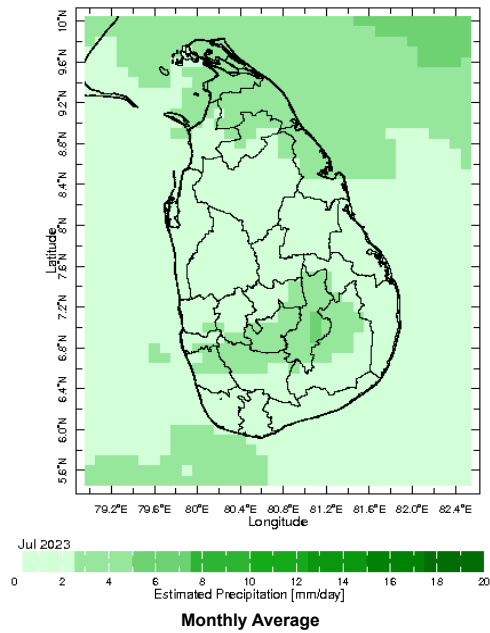 10°N
9.6°N
9.2°N
8.8°N
8.4°N
8°N
7.6°N
7.2°N
6.8°N
6.4°N
6.0°N
5.6°N
Latitude
79.2°E 79.6°E 80°E 80.4°E 80.8°E 81.2°E 81.6°E 82.0°E 82.4°E
Longitude
Jul 2023
0 2 4 6 8 10 12 14 16 18 20
Estimated Precipitation [mm/day]
Monthly Average